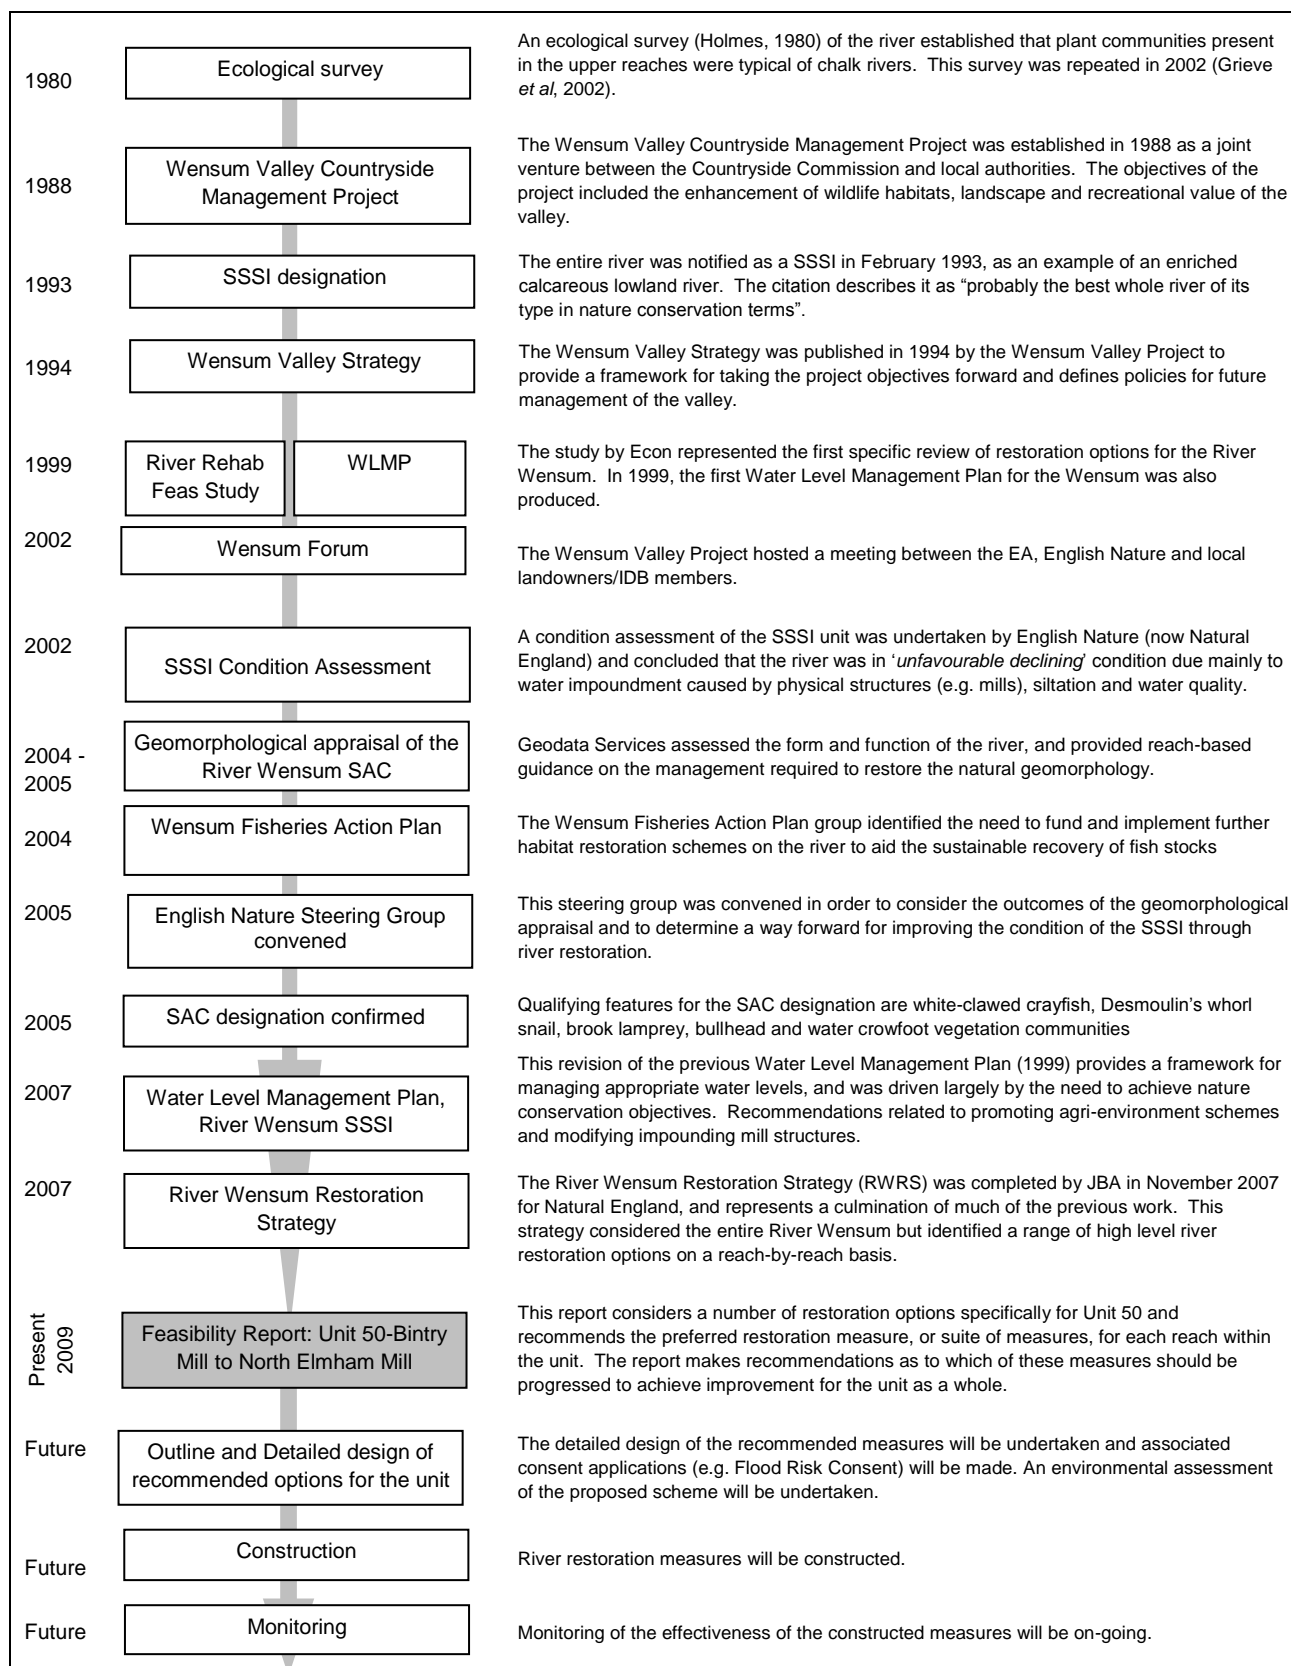 1980
Ecological survey
An ecological survey (Holmes, 1980) of the river established that plant communities present
in the upper reaches were typical of chalk rivers.  This survey was repeated in 2002 (Grieve
et al, 2002).
1988
Wensum Valley Countryside
Management Project
The Wensum Valley Countryside Management Project was established in 1988 as a joint
venture between the Countryside Commission and local authorities.  The objectives of the
project included the enhancement of wildlife habitats, landscape and recreational value of the
valley.
1993
SSSI designation
The entire river was notified as a SSSI in February 1993, as an example of an enriched
calcareous lowland river.  The citation describes it as “probably the best whole river of its
type in nature conservation terms”.
1994
Wensum Valley Strategy
The Wensum Valley Strategy was published in 1994 by the Wensum Valley Project to
provide a framework for taking the project objectives forward and defines policies for future
management of the valley.
1999
River Rehab
Feas Study
WLMP
The study by Econ represented the first specific review of restoration options for the River
Wensum.  In 1999, the first Water Level Management Plan for the Wensum was also
produced.
2002
Wensum Forum
The Wensum Valley Project hosted a meeting between the EA, English Nature and local
landowners/IDB members.
2002
SSSI Condition Assessment
A condition assessment of the SSSI unit was undertaken by English Nature (now Natural
England) and concluded that the river was in ‘unfavourable declining’ condition due mainly to
water impoundment caused by physical structures (e.g. mills), siltation and water quality.
2004 -
2005
Geomorphological appraisal of the
River Wensum SAC
Geodata Services assessed the form and function of the river, and provided reach-based
guidance on the management required to restore the natural geomorphology.
2004
Wensum Fisheries Action Plan
The Wensum Fisheries Action Plan group identified the need to fund and implement further
habitat restoration schemes on the river to aid the sustainable recovery of fish stocks
2005
English Nature Steering Group
convened
This steering group was convened in order to consider the outcomes of the geomorphological
appraisal and to determine a way forward for improving the condition of the SSSI through
river restoration.
2005
SAC designation confirmed
Qualifying features for the SAC designation are white-clawed crayfish, Desmoulin’s whorl
snail, brook lamprey, bullhead and water crowfoot vegetation communities
2007
Water Level Management Plan,
River Wensum SSSI
This revision of the previous Water Level Management Plan (1999) provides a framework for
managing appropriate water levels, and was driven largely by the need to achieve nature
conservation objectives.  Recommendations related to promoting agri-environment schemes
and modifying impounding mill structures.
2007
River Wensum Restoration
Strategy
The River Wensum Restoration Strategy (RWRS) was completed by JBA in November 2007
for Natural England, and represents a culmination of much of the previous work.  This
strategy considered the entire River Wensum but identified a range of high level river
restoration options on a reach-by-reach basis.
Present
2009
Feasibility Report: Unit 50-Bintry
Mill to North Elmham Mill
This report considers a number of restoration options specifically for Unit 50 and
recommends the preferred restoration measure, or suite of measures, for each reach within
the unit.  The report makes recommendations as to which of these measures should be
progressed to achieve improvement for the unit as a whole.
Future
Outline and Detailed design of
recommended options for the unit
The detailed design of the recommended measures will be undertaken and associated
consent applications (e.g. Flood Risk Consent) will be made. An environmental assessment
of the proposed scheme will be undertaken.
Future
Construction
River restoration measures will be constructed.
Future
Monitoring
Monitoring of the effectiveness of the constructed measures will be on-going.